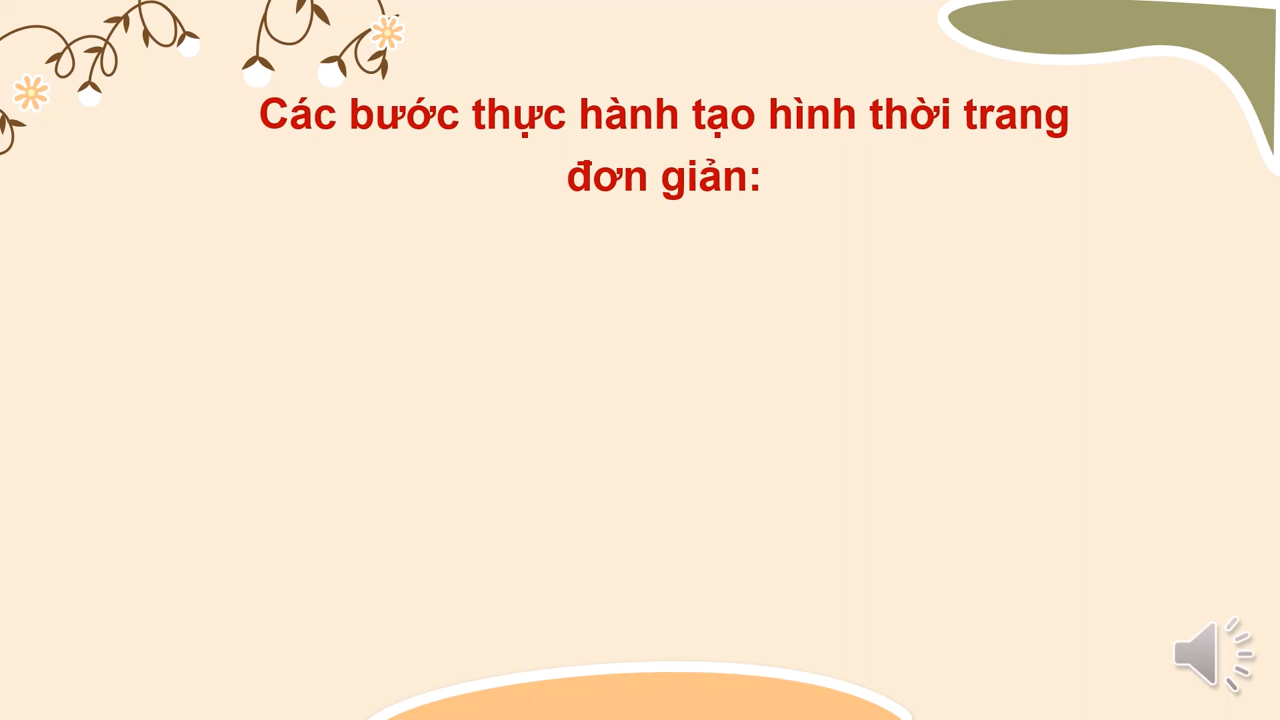 Các bước thực hành tạo hình thời trang
đơn giản: